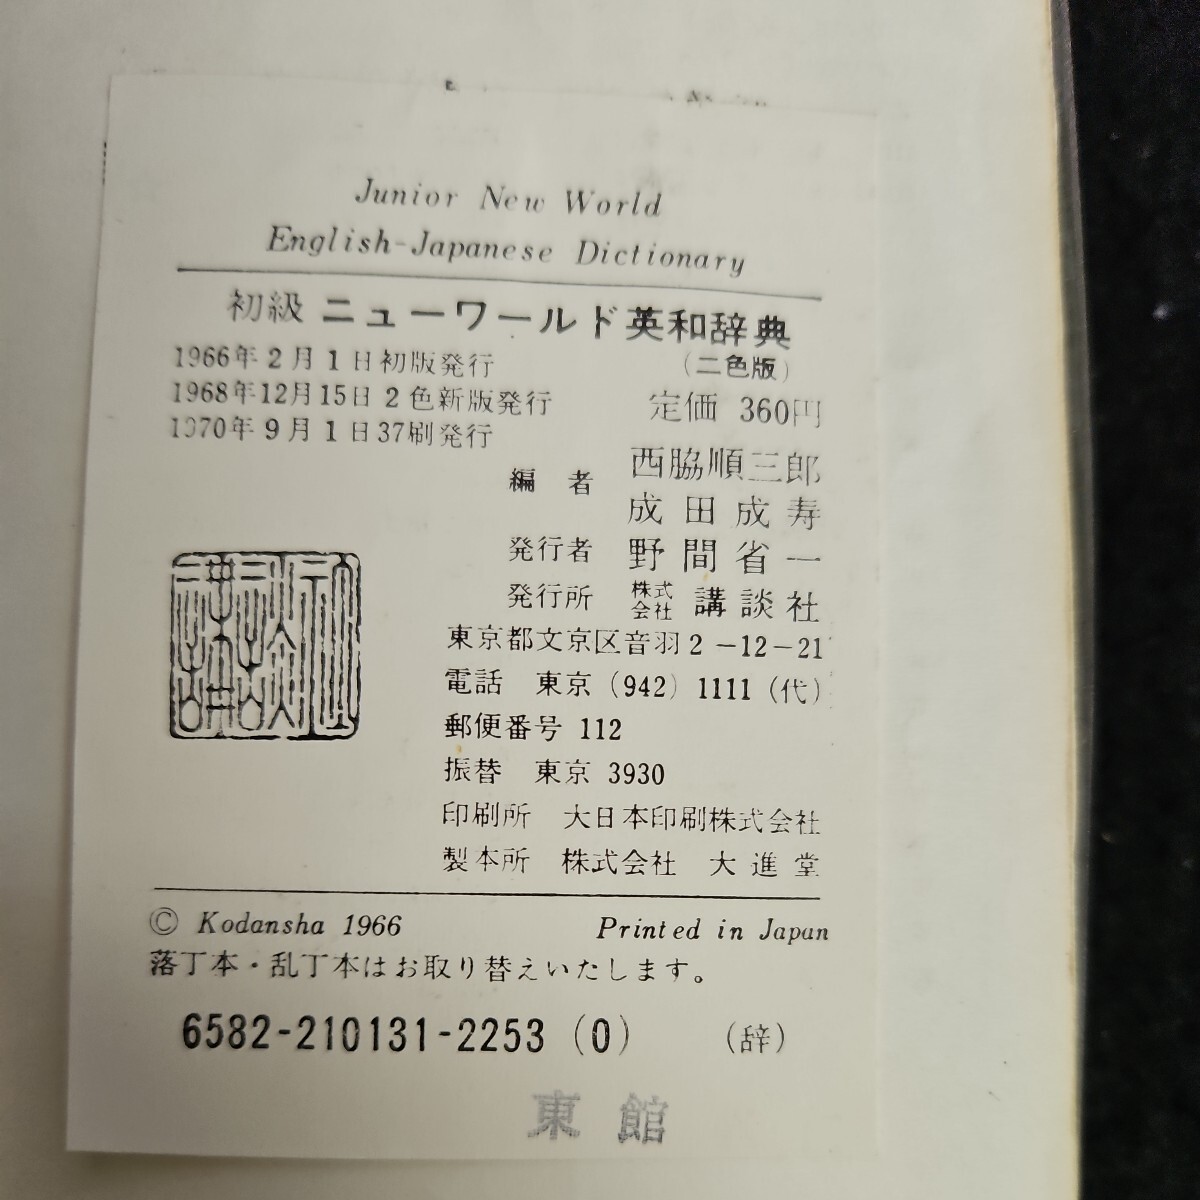 Junior New World
English-Japanese Dictionary
初級 ニューワールド英和辞典
(二色版)
1966年2月1日初版発行
1968年12月15日2色新版発行
定価 360円
1970年9月1日37刷発行
編者 西脇順三郎
成田成寿
発行者 野間省一
発行所 株式会社 講談社
東京都文京区音羽2-12-21
電話 東京(942)1111(代)
郵便番号 112
振替 東京 3930
印刷所 大日本印刷株式会社
製本所 株式会社 大進堂
© Kodansha 1966 Printed in Japan
落丁本・乱丁本はお取り替えいたします。
6582-210131-2253(0) (辞)
東館